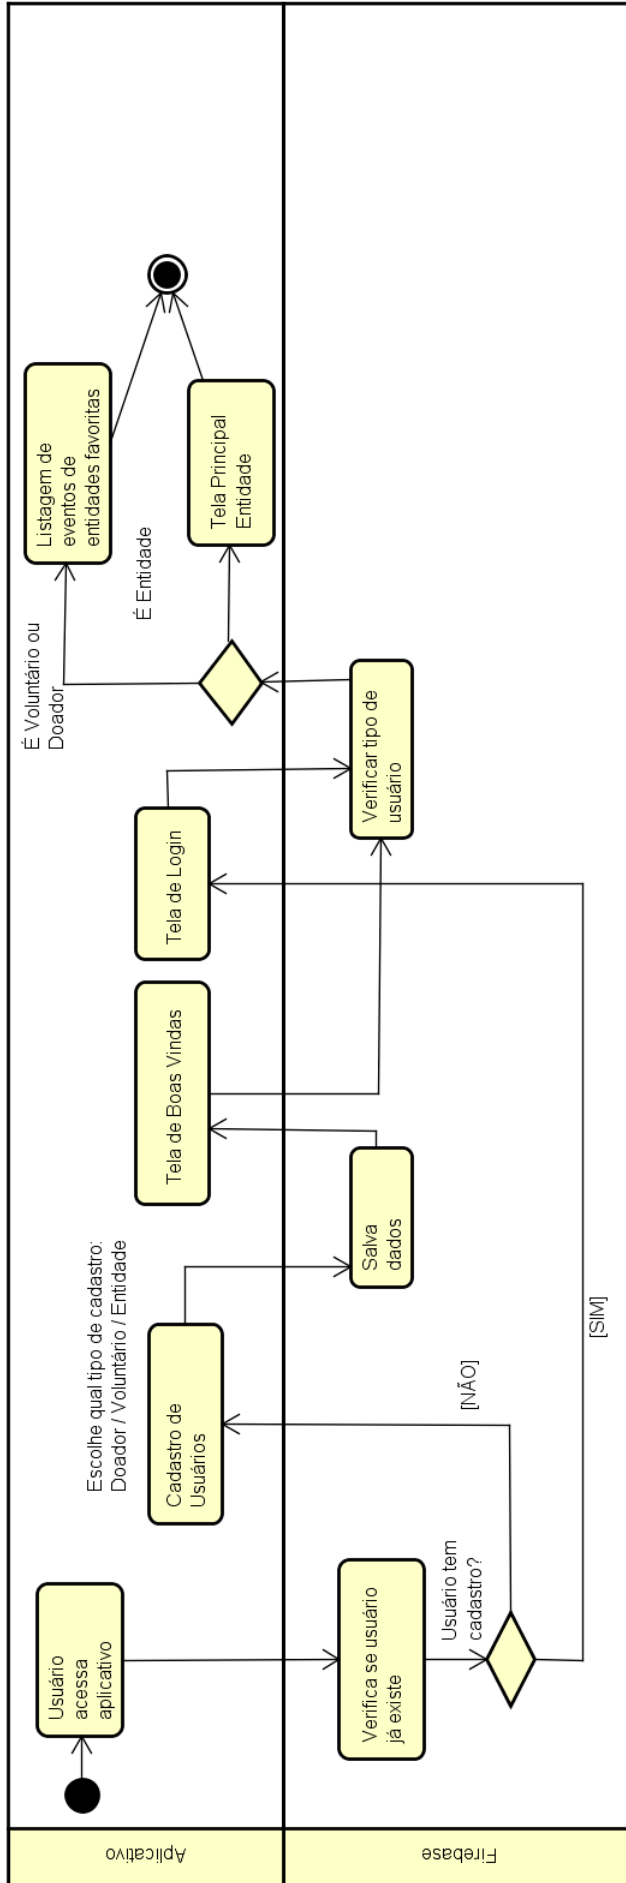 Aplicativo
Firebase
Usuário
acessa
aplicativo
Verifica se usuário
já existe
Usuário tem
cadastro?
[NÃO]
[SIM]
Escolhe qual tipo de cadastro:
Doador / Voluntário / Entidade
Cadastro de
Usuários
Salva
dados
Tela de Boas Vindas
Tela de Login
Verificar tipo de
usuário
É Voluntário ou
Doador
É Entidade
Listagem de
eventos de
entidades favoritas
Tela Principal
Entidade